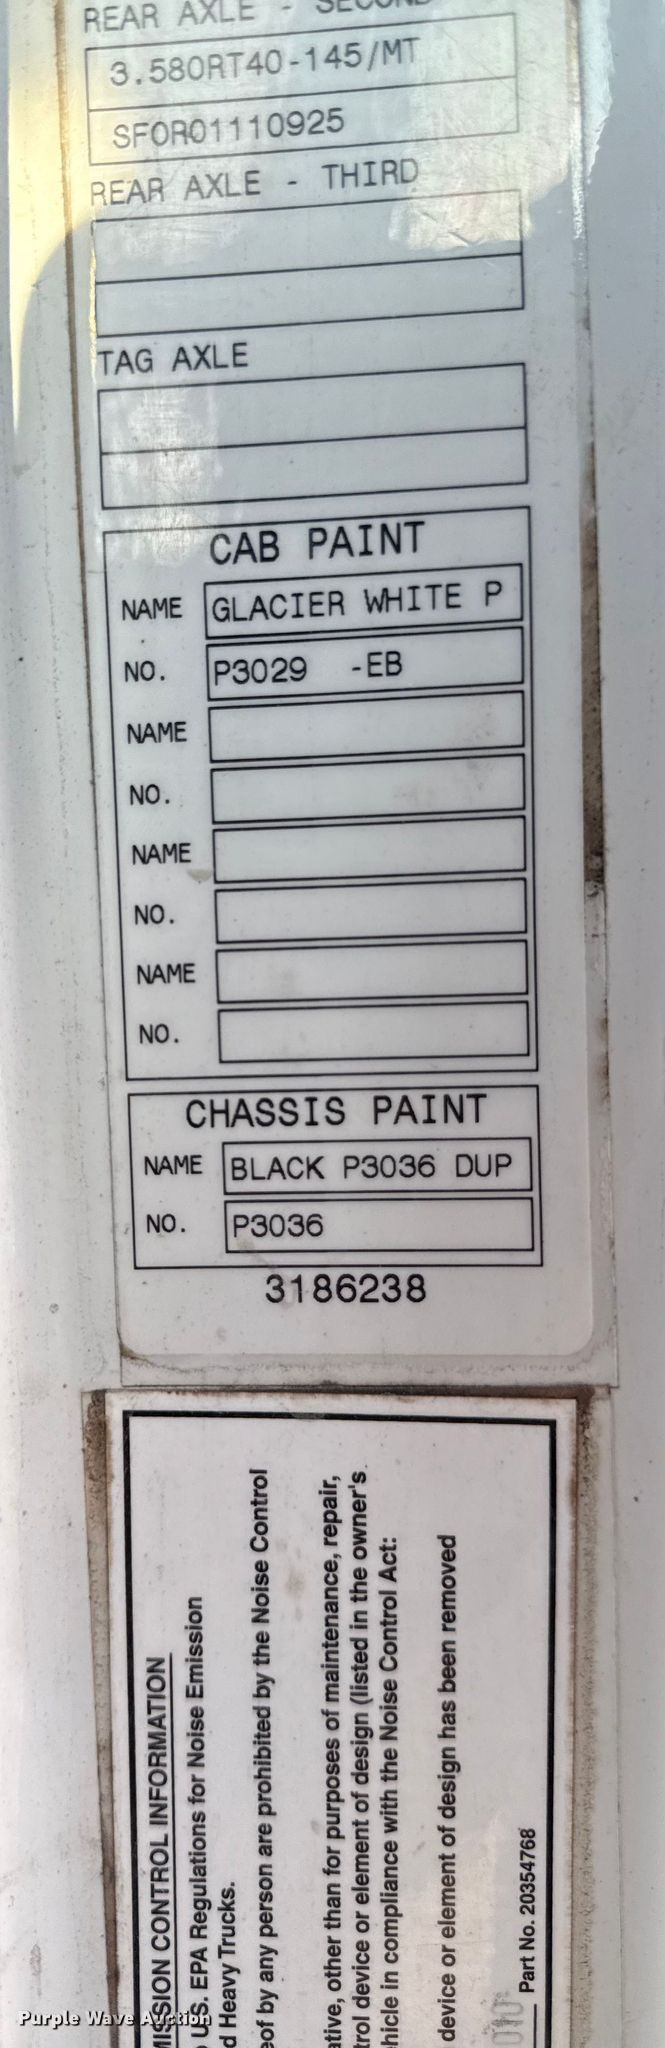 REAR AXLE - SECOND
3.580RT40-145/MT
SFOR01110925
REAR AXLE - THIRD
TAG AXLE
CAB PAINT
NAME GLACIER WHITE P
NO. P3029 -EB
NAME
NO.
NAME
NO.
NAME
NO.
CHASSIS PAINT
NAME BLACK P3036 DUP
NO. P3036
3186238
MISSION CONTROL INFORMATION
U.S. EPA Regulations for Noise Emission
d Heavy Trucks.
eof by any person are prohibited by the Noise Control
ative, other than for purposes of maintenance, repair,
trol device or element of design (listed in the owner's
hicle in compliance with the Noise Control Act:
device or element of design has been removed
Part No. 20354768
Purple Wave Auction